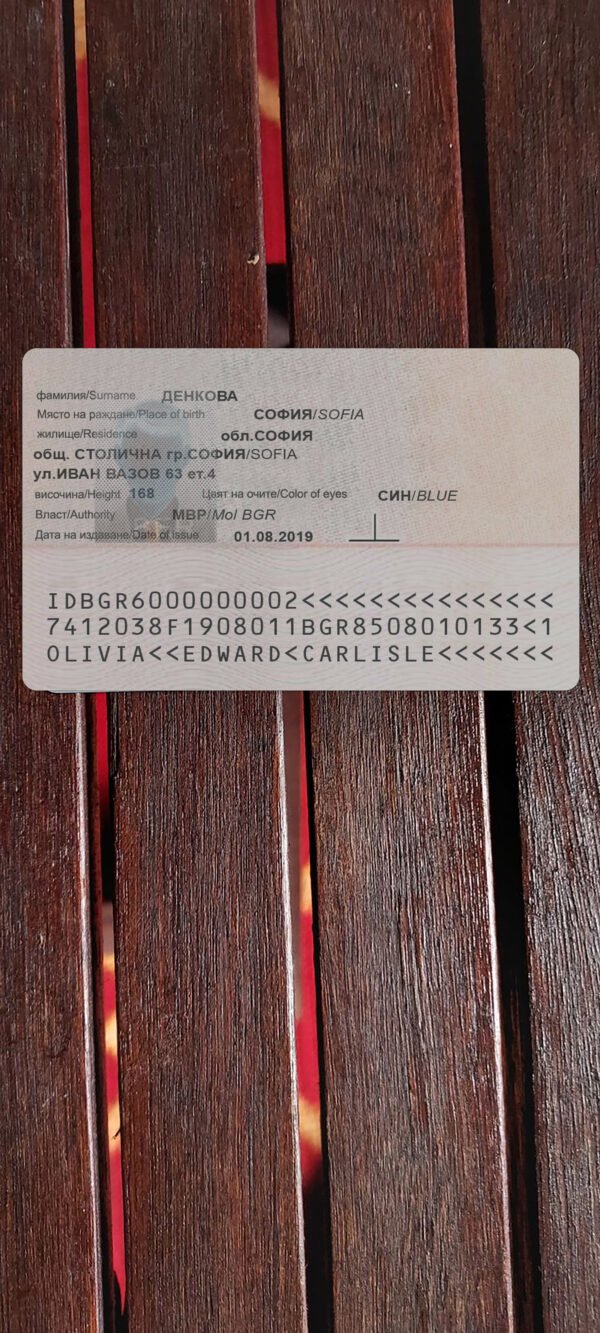 фамилия/Surname ДЕНКОВА
Място на раждане/Place of birth СОФИЯ/SOFIA
жилище/Residence обл.СОФИЯ
общ. СТОЛИЧНА гр.СОФИЯ/SOFIA
ул.ИВАН ВАЗОВ 63 ет.4
височина/Height 168 Цвят на очите/Color of eyes СИН/BLUE
Власт/Authority МВР/MoI BGR
Дата на издаване/Date of issue 01.08.2019
IDBGR6000000002<<<<<<<<<<<<<<<
7412038F1908011BGR8508010133<1
OLIVIA<<EDWARD<CARLISLE<<<<<<<